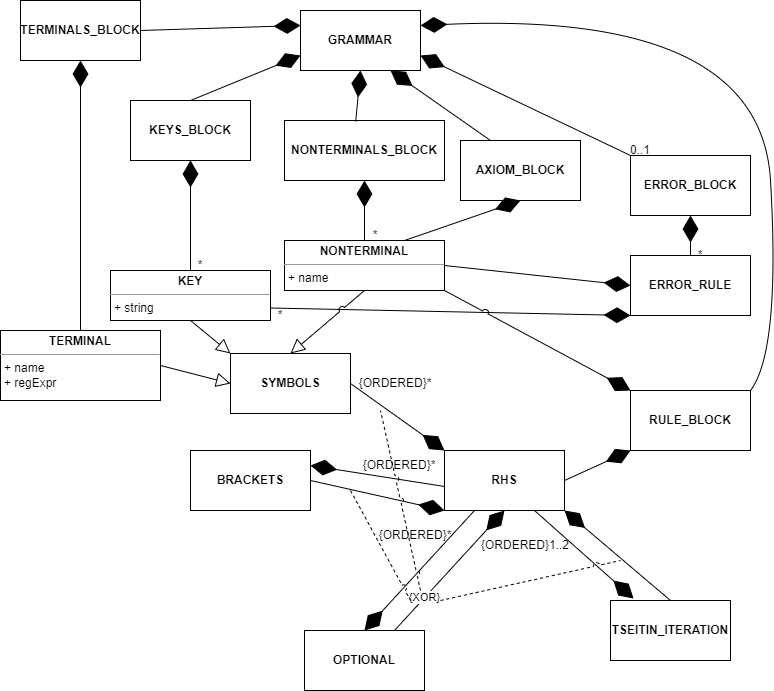 TERMINALS_BLOCK
GRAMMAR
KEYS_BLOCK
NONTERMINALS_BLOCK
AXIOM_BLOCK
0..1
ERROR_BLOCK
*
*
*
NONTERMINAL
+ name
KEY
+ string
*
ERROR_RULE
TERMINAL
+ name
+ regExpr
SYMBOLS
{ORDERED}*
RULE_BLOCK
BRACKETS
{ORDERED}*
RHS
{ORDERED}*
{ORDERED}1..2
{XOR}
TSEITIN_ITERATION
OPTIONAL